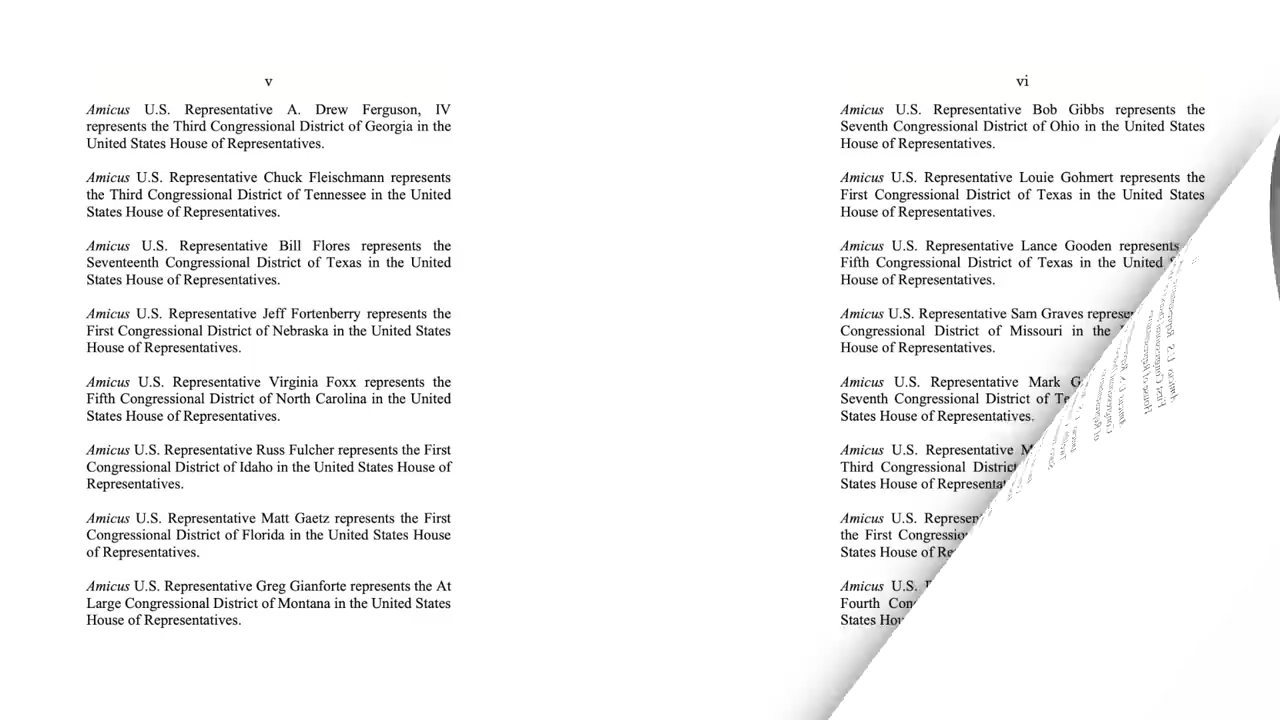 v
Amicus U.S. Representative A. Drew Ferguson, IV
represents the Third Congressional District of Georgia in the
United States House of Representatives.
Amicus U.S. Representative Chuck Fleischmann represents
the Third Congressional District of Tennessee in the United
States House of Representatives.
Amicus U.S. Representative Bill Flores represents the
Seventeenth Congressional District of Texas in the United
States House of Representatives.
Amicus U.S. Representative Jeff Fortenberry represents the
First Congressional District of Nebraska in the United States
House of Representatives.
Amicus U.S. Representative Virginia Foxx represents the
Fifth Congressional District of North Carolina in the United
States House of Representatives.
Amicus U.S. Representative Russ Fulcher represents the First
Congressional District of Idaho in the United States House of
Representatives.
Amicus U.S. Representative Matt Gaetz represents the First
Congressional District of Florida in the United States House
of Representatives.
Amicus U.S. Representative Greg Gianforte represents the At
Large Congressional District of Montana in the United States
House of Representatives.
vi
Amicus U.S. Representative Bob Gibbs represents the
Seventh Congressional District of Ohio in the United States
House of Representatives.
Amicus U.S. Representative Louie Gohmert represents the
First Congressional District of Texas in the United States
House of Representatives.
Amicus U.S. Representative Lance Gooden represents
Fifth Congressional District of Texas in the United
House of Representatives.
Amicus U.S. Representative Sam Graves
Congressional District of Missouri in the
House of Representatives.
Amicus U.S. Representative Mark
Seventh Congressional District of
States House of Representatives.
Amicus U.S. Representative
Third Congressional District
States House of
Amicus U.S.
the First
States House of
Amicus U.S.
Fourth
States